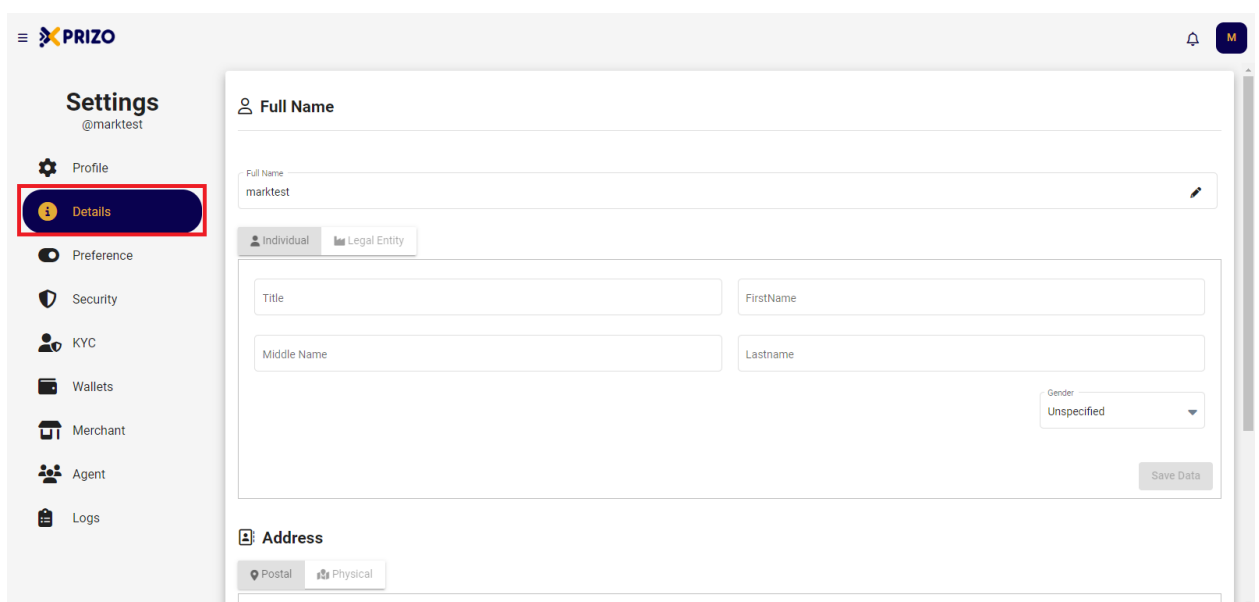 PRIZO
M
Settings
@marktest
Profile
Details
Preference
Security
KYC
Wallets
Merchant
Agent
Logs
Full Name
Full Name
marktest
Individual
Legal Entity
Title
FirstName
Middle Name
Lastname
Gender
Unspecified
Save Data
Address
Postal
Physical